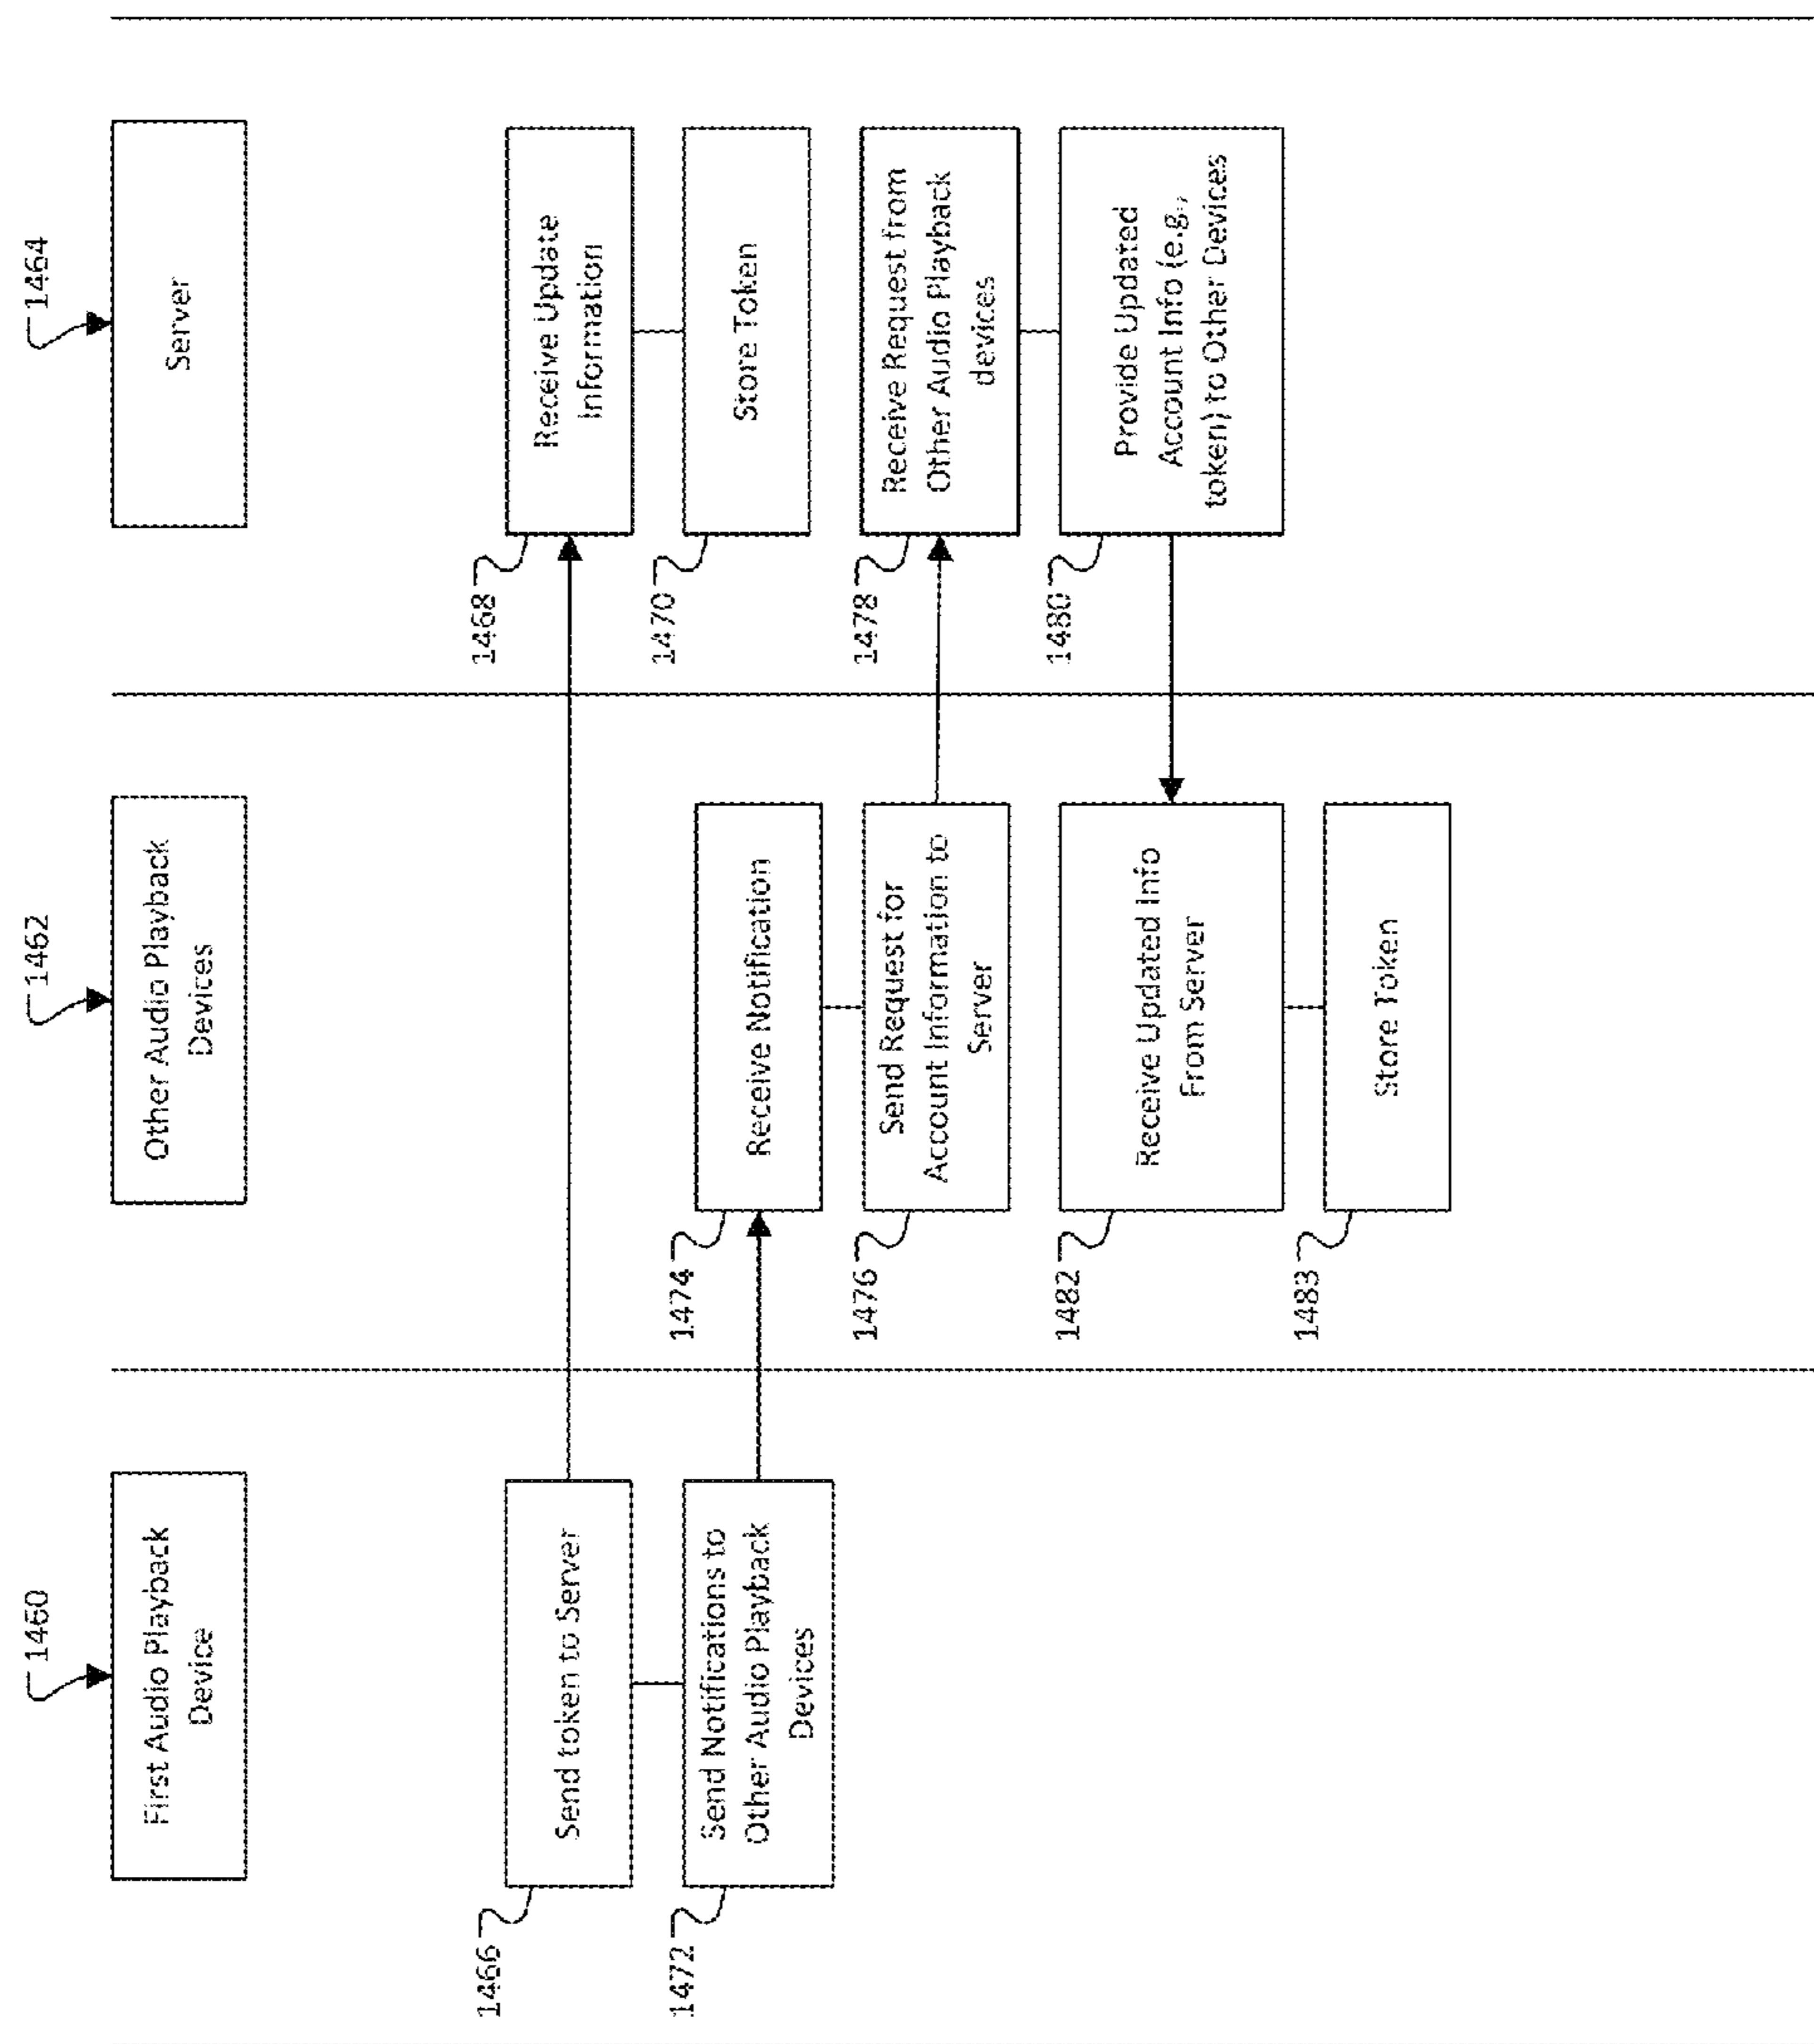 1460
First Audio Playback
Device
1462
Other Audio Playback
Devices
1464
Server
1466
Send token to Server
1468
Receive Update
Information
1472
Send Notifications to
Other Audio Playback
Devices
1474
Receive Notification
1470
Store Token
1476
Send Request for
Account Information to
Server
1478
Receive Request from
Other Audio Playback
devices
1482
Receive Updated Info
From Server
1480
Provide Updated
Account Info (e.g.,
token) to Other Devices
1483
Store Token